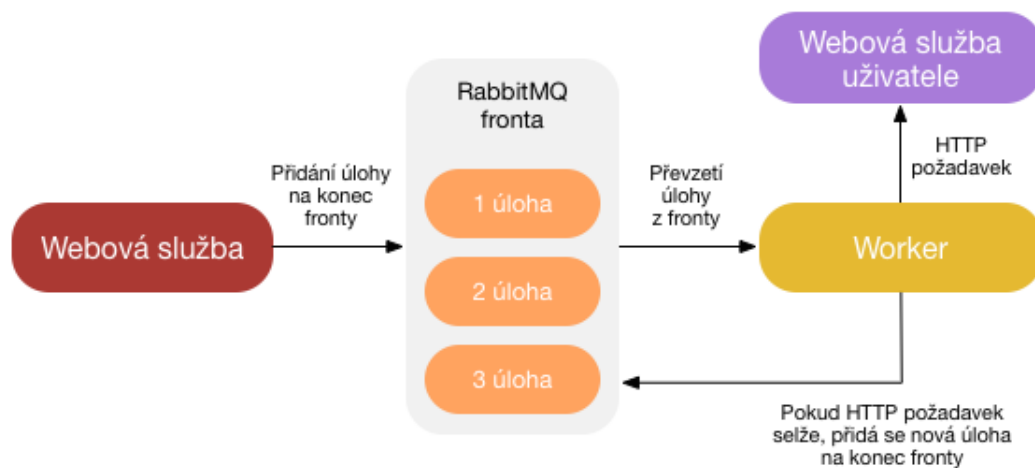 Webová služba
uživatele
RabbitMQ
fronta
HTTP
požadavek
Přidání úlohy
na konec
fronty
Převzetí
úlohy
z fronty
1 úloha
Webová služba
Worker
2 úloha
3 úloha
Pokud HTTP požadavek
selže, přidá se nová úloha
na konec fronty